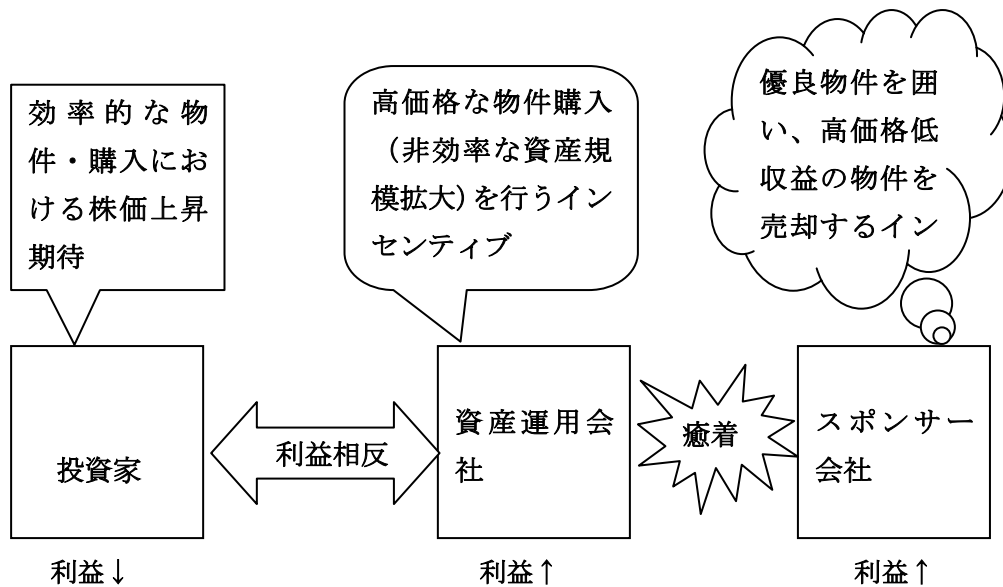 効率的な物
件・購入にお
ける株価上昇
期待
高価格な物件購入
（非効率な資産規
模拡大）を行うイン
センティブ
優良物件を囲
い、高価格低
収益の物件を
売却するイン
投資家
利益相反
資産運用会
社
癒着
スポンサー
会社
利益↓
利益↑
利益↑